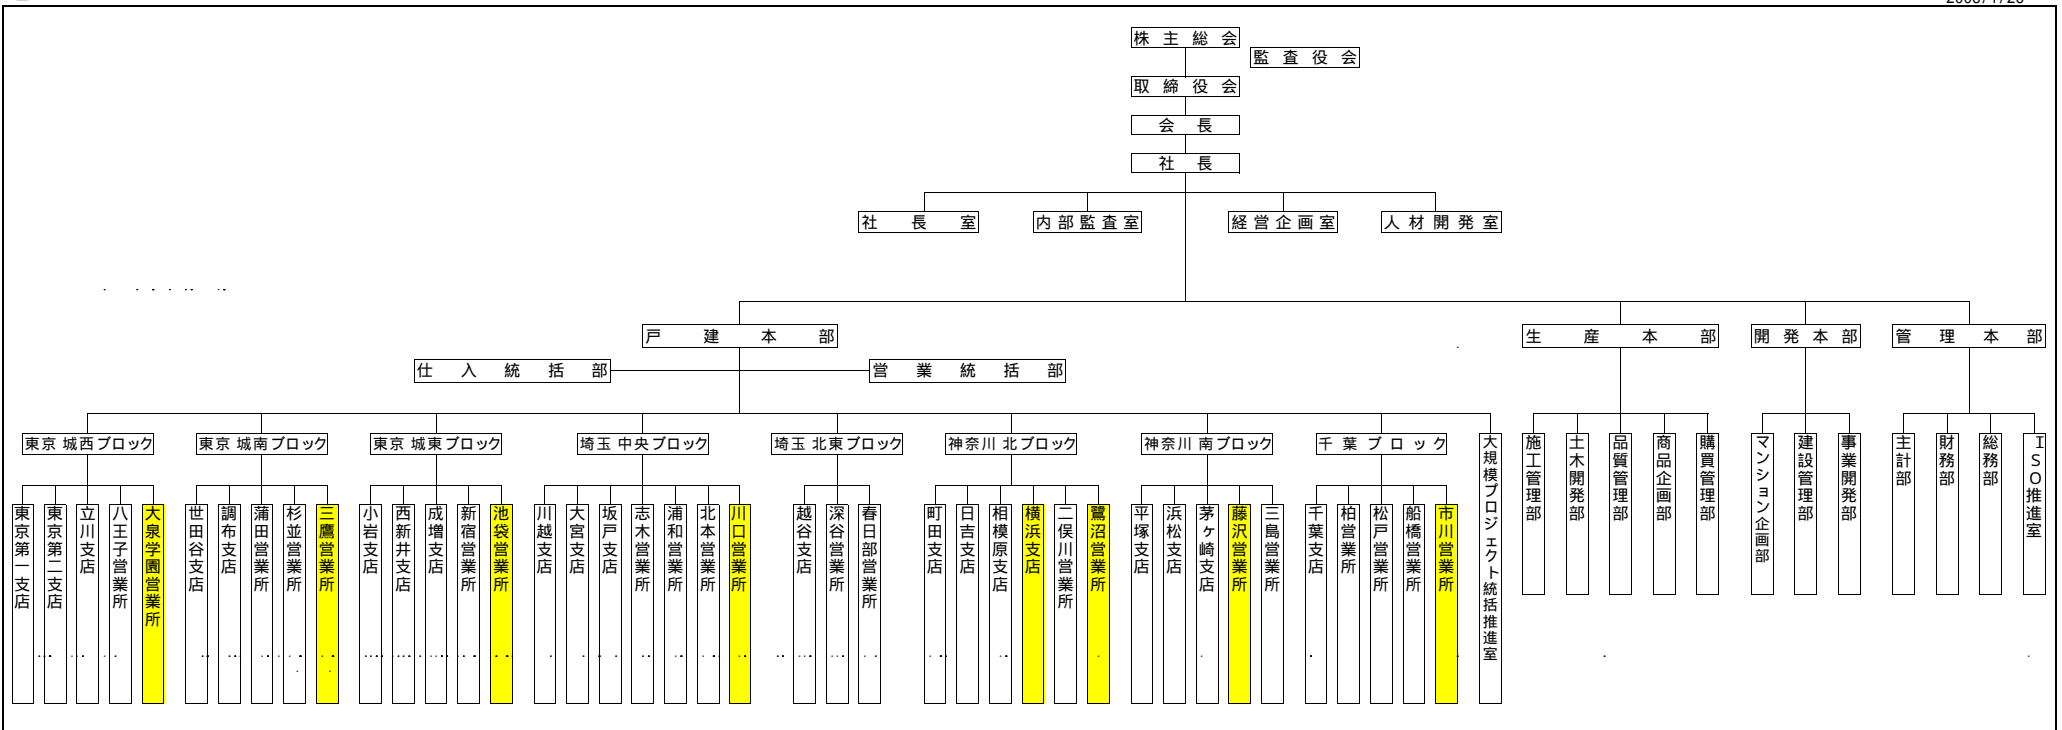 株主総会
監査役会
取締役会
会長
社長
社長室
内部監査室
経営企画室
人材開発室
戸建本部
生産本部
開発本部
管理本部
仕入統括部
営業統括部
東京 城西ブロック
東京 城南ブロック
東京 城東ブロック
埼玉 中央ブロック
埼玉 北東ブロック
神奈川 北ブロック
神奈川 南ブロック
千葉ブロック
大規模プロジェクト統括推進室
施工管理部
土木開発部
品質管理部
商品企画部
購買管理部
マンション企画部
建設管理部
事業開発部
主計部
財務部
総務部
ISO推進室
東京第一支店
東京第二支店
立川支店
八王子営業所
大泉学園営業所
世田谷支店
調布支店
蒲田営業所
杉並営業所
三鷹営業所
小岩支店
西新井支店
成増支店
新宿営業所
池袋営業所
川越支店
大宮支店
坂戸支店
志木営業所
浦和営業所
北本営業所
川口営業所
越谷支店
深谷営業所
春日部営業所
町田支店
日吉支店
相模原支店
横浜支店
二俣川営業所
鷺沼営業所
平塚支店
浜松支店
茅ヶ崎支店
藤沢営業所
三島営業所
千葉支店
柏営業所
松戸営業所
船橋営業所
市川営業所